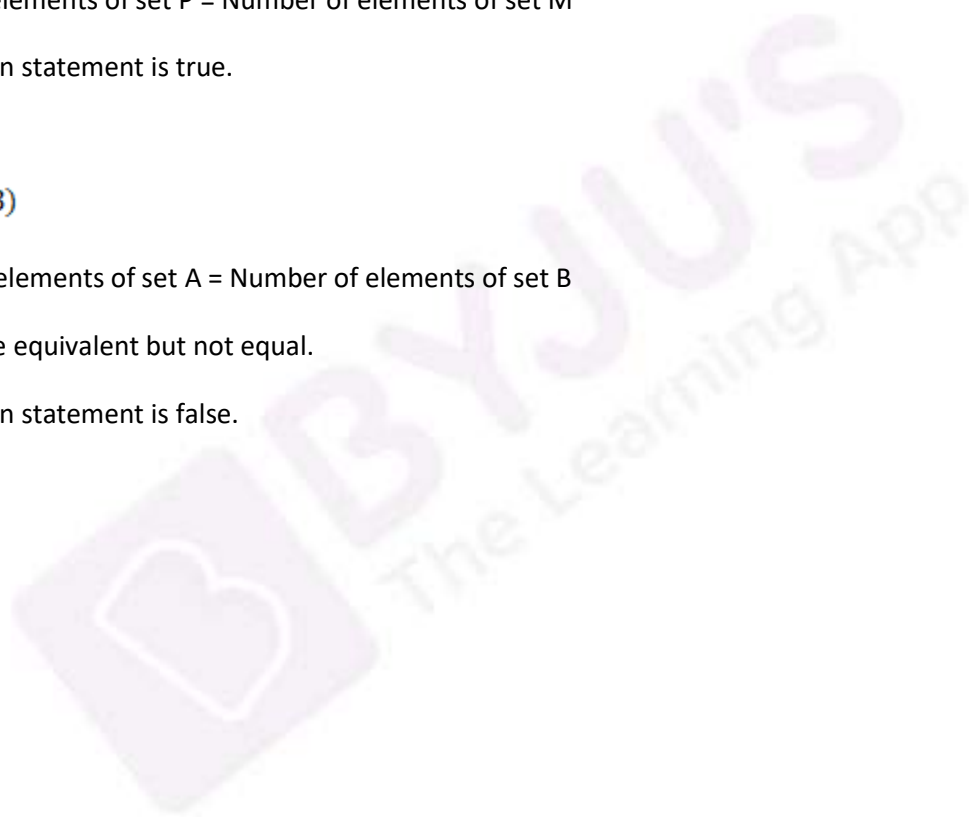 elements of set P = Number of elements of set M
n statement is true.
B)
elements of set A = Number of elements of set B
e equivalent but not equal.
n statement is false.
BYJU'S
The Learning App